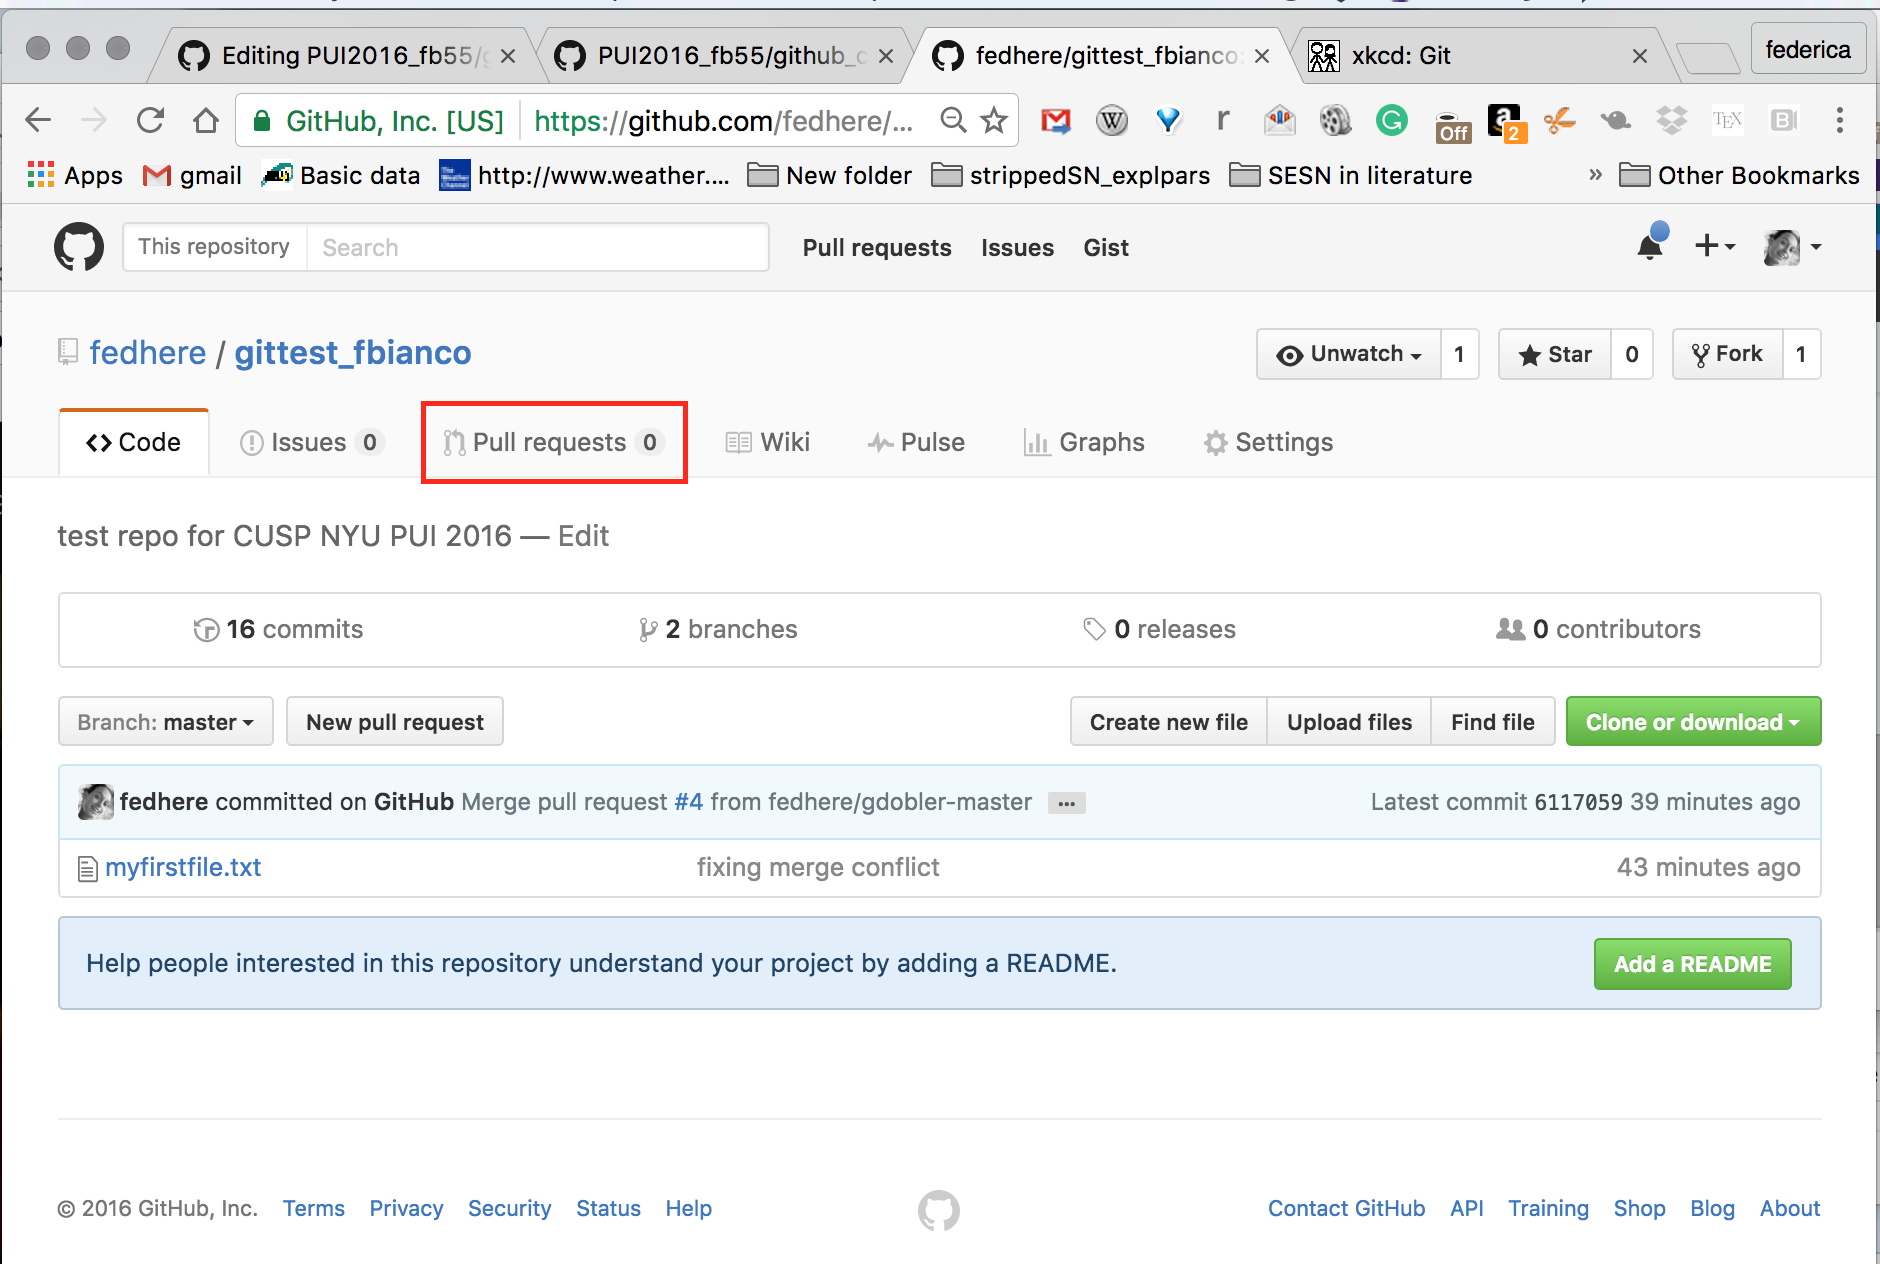 Editing PUI2016_fb55/g
PUI2016_fb55/github_c
fedhere/gittest_fbianco:
xkcd: Git
federica
GitHub, Inc. [US] https://github.com/fedhere/...
Off
a 2
TEX
B
Apps gmail Basic data http://www.weather.... New folder strippedSN_explpars SESN in literature » Other Bookmarks
This repository Search Pull requests Issues Gist
fedhere / gittest_fbianco
Unwatch 1 Star 0 Fork 1
Code Issues 0 Pull requests 0 Wiki Pulse Graphs Settings
test repo for CUSP NYU PUI 2016 — Edit
16 commits 2 branches 0 releases 0 contributors
Branch: master New pull request Create new file Upload files Find file Clone or download
fedhere committed on GitHub Merge pull request #4 from fedhere/gdobler-master ... Latest commit 6117059 39 minutes ago
myfirstfile.txt fixing merge conflict 43 minutes ago
Help people interested in this repository understand your project by adding a README. Add a README
© 2016 GitHub, Inc. Terms Privacy Security Status Help Contact GitHub API Training Shop Blog About